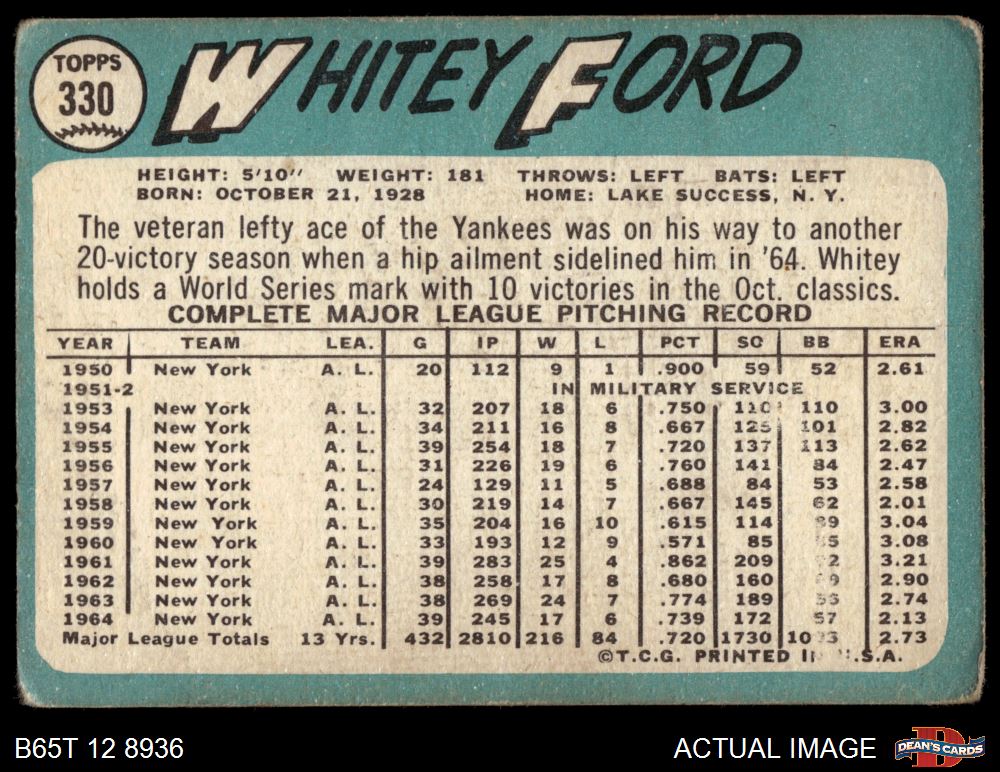 TOPPS
330
WHITEY FORD
HEIGHT: 5'10" WEIGHT: 181 THROWS: LEFT BATS: LEFT
BORN: OCTOBER 21, 1928 HOME: LAKE SUCCESS, N. Y.
The veteran lefty ace of the Yankees was on his way to another
20-victory season when a hip ailment sidelined him in '64. Whitey
holds a World Series mark with 10 victories in the Oct. classics.
COMPLETE MAJOR LEAGUE PITCHING RECORD
YEAR TEAM LEA. G IP W L PCT SO BB ERA
1950 New York A. L. 20 112 9 1 .900 59 52 2.61
1951-2 IN MILITARY SERVICE
1953 New York A. L. 32 207 18 6 .750 110 110 3.00
1954 New York A. L. 34 211 16 8 .667 125 101 2.82
1955 New York A. L. 39 254 18 7 .720 137 113 2.62
1956 New York A. L. 31 226 19 6 .760 141 84 2.47
1957 New York A. L. 24 129 11 5 .688 84 53 2.58
1958 New York A. L. 30 219 14 7 .667 145 62 2.01
1959 New York A. L. 35 204 16 10 .615 114 89 3.04
1960 New York A. L. 33 193 12 9 .571 85 3.08
1961 New York A. L. 39 283 25 4 .862 209 3.21
1962 New York A. L. 38 258 17 8 .680 160 2.90
1963 New York A. L. 38 269 24 7 .774 189 2.74
1964 New York A. L. 39 245 17 6 .739 172 57 2.13
Major League Totals 13 Yrs. 432 2810 216 84 .720 1730 2.73
©T.C.G. PRINTED IN U.S.A.
B65T 12 8936 ACTUAL IMAGE DEAN'S CARDS